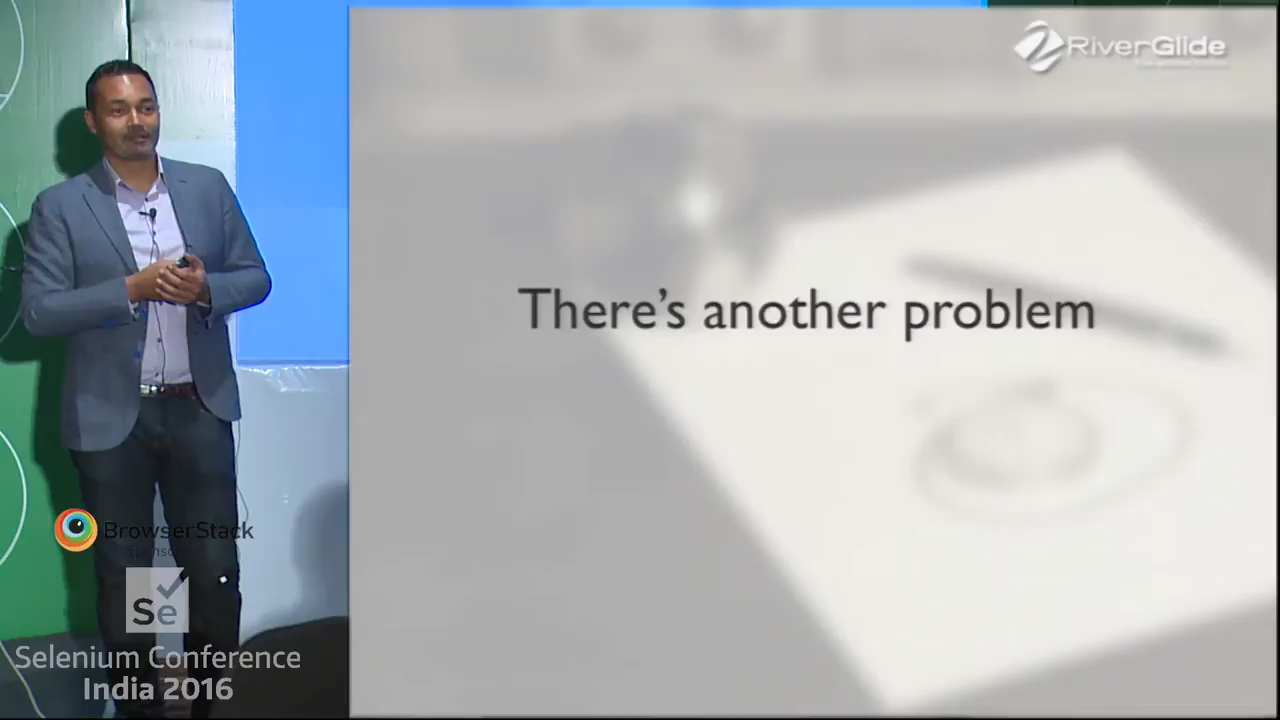 RiverGlide
There's another problem
BrowserStack
Se
Selenium Conference
India 2016